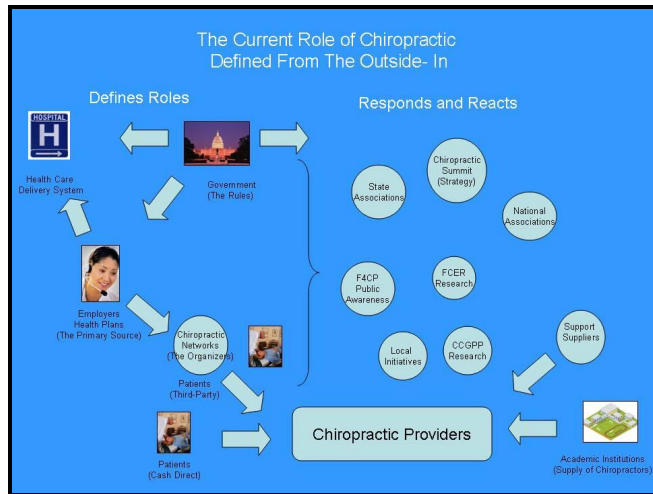 The Current Role of Chiropractic
Defined From The Outside- In
Defines Roles
Responds and Reacts
HOSPITAL
H
Health Care
Delivery System
Government
(The Rules)
Chiropractic
Summit
(Strategy)
State
Associations
National
Associations
Employers
Health Plans
(The Primary Source)
F4CP
Public
Awareness
FCER
Research
Chiropractic
Networks
(The Organizers)
Local
Initiatives
CCGPP
Research
Support
Suppliers
Patients
(Third-Party)
Chiropractic Providers
Patients
(Cash Direct)
Academic Institutions
(Supply of Chiropractors)